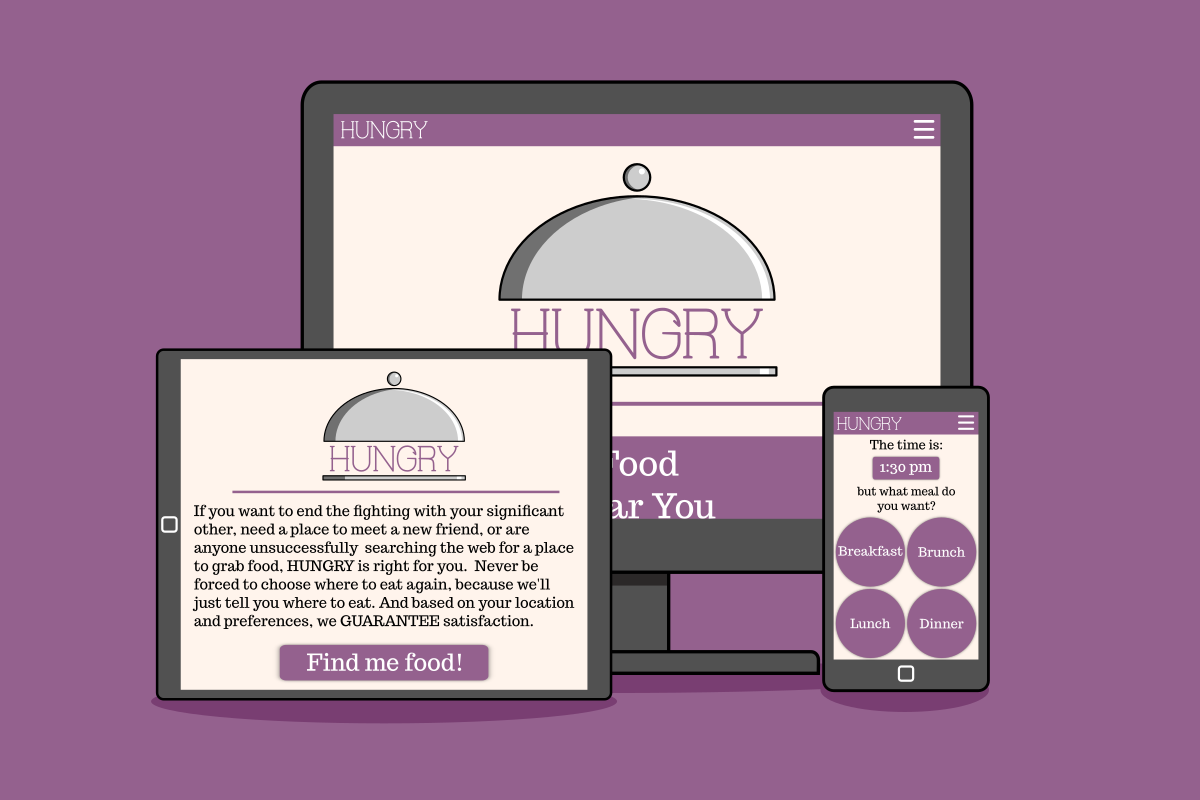 HUNGRY
HUNGRY
Food
You
HUNGRY
If you want to end the fighting with your significant
other, need a place to meet a new friend, or are
anyone unsuccessfully  searching the web for a place
to grab food, HUNGRY is right for you.  Never be
forced to choose where to eat again, because we'll
just tell you where to eat. And based on your location
and preferences, we GUARANTEE satisfaction.
Find me food!
HUNGRY
The time is:
1:30 pm
but what meal do
you want?
Breakfast
Brunch
Lunch
Dinner